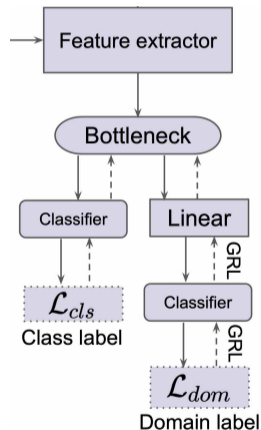 Feature extractor
Bottleneck
Classifier
Linear
GRL
ℒcls
Classifier
Class label
GRL
ℒdom
Domain label